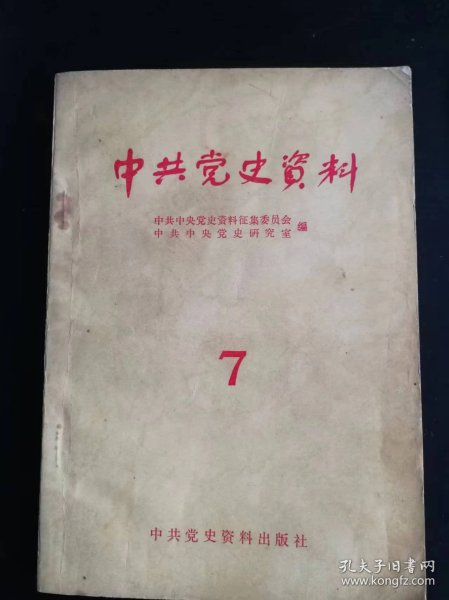 中共党史資料
中共中央党史资料征集委员会
中共中央党史研究室
编
7
中共党史资料出版社
孔夫子旧书网
www.kongfz.com